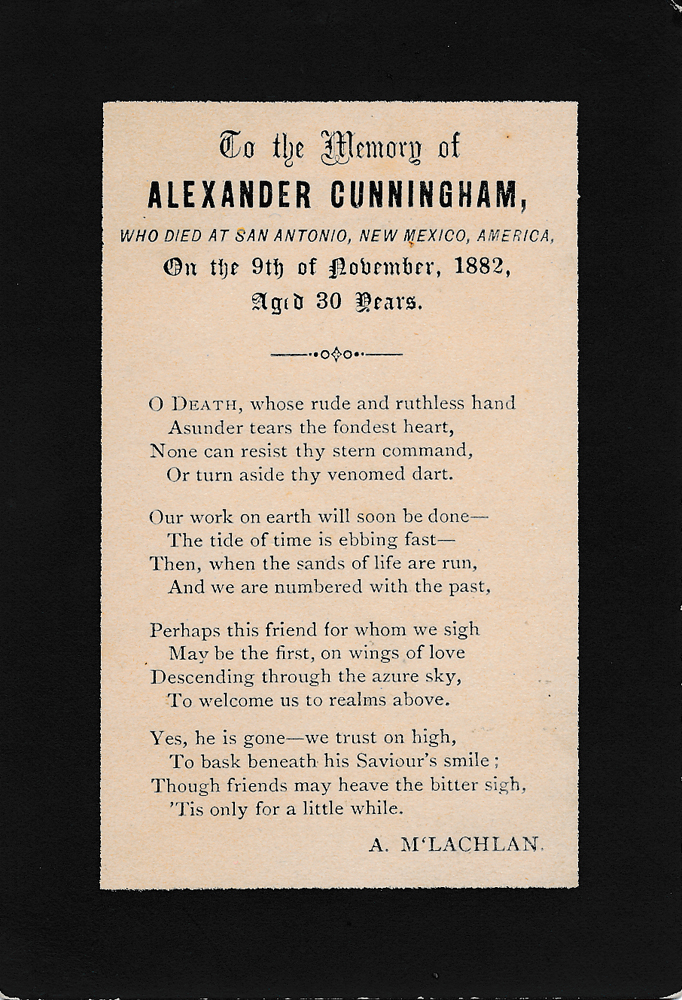 To the Memory of
ALEXANDER CUNNINGHAM,
WHO DIED AT SAN ANTONIO, NEW MEXICO, AMERICA,
On the 9th of November, 1882,
Aged 30 Years.
O DEATH, whose rude and ruthless hand
Asunder tears the fondest heart,
None can resist thy stern command,
Or turn aside thy venomed dart.
Our work on earth will soon be done—
The tide of time is ebbing fast—
Then, when the sands of life are run,
And we are numbered with the past,
Perhaps this friend for whom we sigh
May be the first, on wings of love
Descending through the azure sky,
To welcome us to realms above.
Yes, he is gone—we trust on high,
To bask beneath his Saviour's smile;
Though friends may heave the bitter sigh,
'Tis only for a little while.
A. M‘LACHLAN.